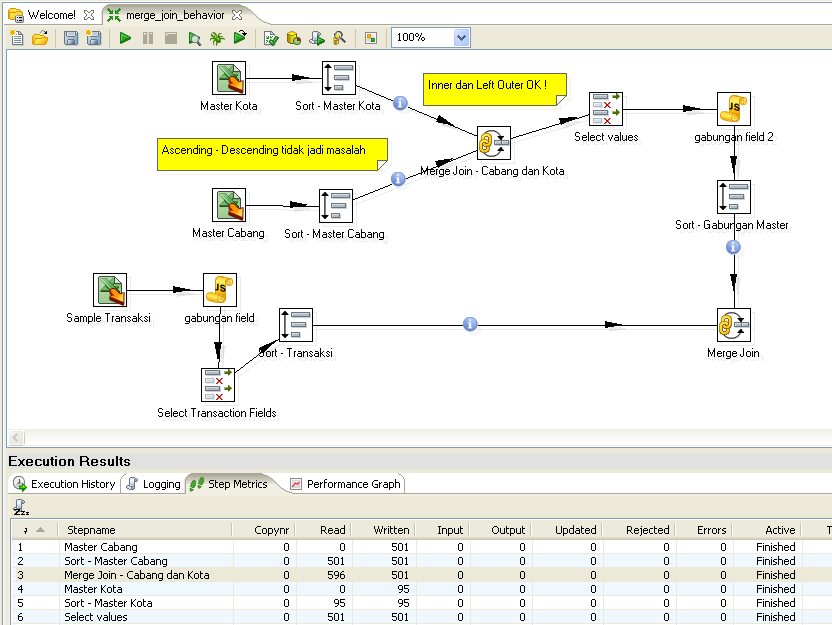 Welcome! merge_join_behavior
100%
Master Kota
Sort - Master Kota
Inner dan Left Outer OK !
Merge Join - Cabang dan Kota
Select values
JS
gabungan field 2
Ascending - Descending tidak jadi masalah
Master Cabang
Sort - Master Cabang
Sort - Gabungan Master
Sample Transaksi
JS
gabungan field
Sort - Transaksi
Merge Join
Select Transaction Fields
Execution Results
Execution History Logging Step Metrics Performance Graph
# Stepname Copynr Read Written Input Output Updated Rejected Errors Active T
1 Master Cabang 0 0 501 0 0 0 0 0 Finished
2 Sort - Master Cabang 0 501 501 0 0 0 0 0 Finished
3 Merge Join - Cabang dan Kota 0 596 501 0 0 0 0 0 Finished
4 Master Kota 0 0 95 0 0 0 0 0 Finished
5 Sort - Master Kota 0 95 95 0 0 0 0 0 Finished
6 Select values 0 501 501 0 0 0 0 0 Finished